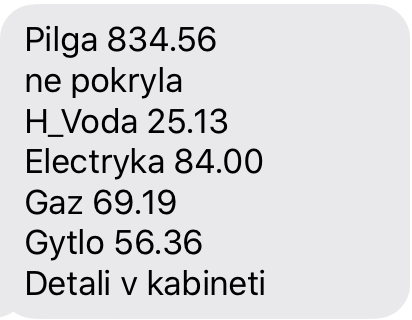 Pilga 834.56
ne pokryla
H_Voda 25.13
Electryka 84.00
Gaz 69.19
Gytlo 56.36
Detali v kabineti